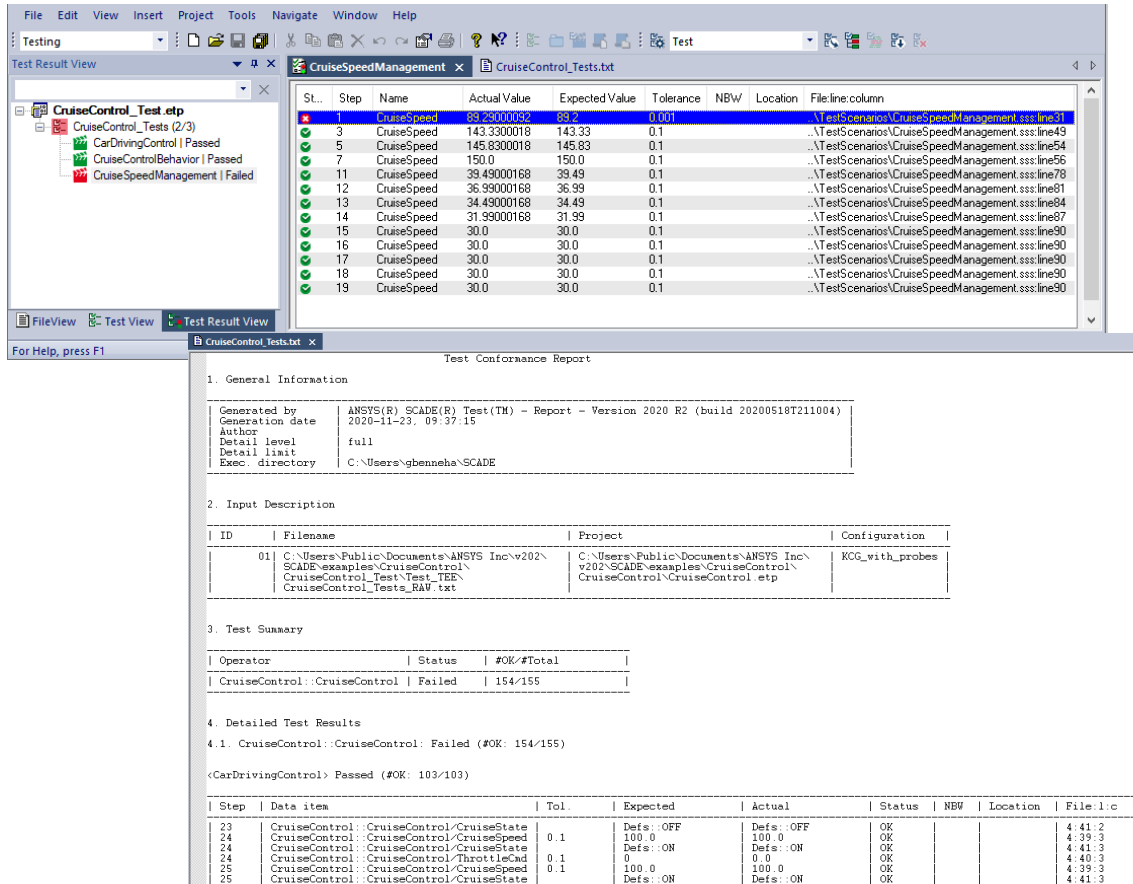 File Edit View Insert Project Tools Navigate Window Help
Testing Test
Test Result View
CruiseSpeedManagement CruiseControl_Tests.txt
CruiseControl_Test.etp
CruiseControl_Tests (2/3)
CarDrivingControl | Passed
CruiseControlBehavior | Passed
CruiseSpeedManagement | Failed
St... Step Name Actual Value Expected Value Tolerance NBW Location File:line:column
1 CruiseSpeed 89.29000092 89.2 0.001 ..\TestScenarios\CruiseSpeedManagement.sss:line31
3 CruiseSpeed 143.3300018 143.33 0.1 ..\TestScenarios\CruiseSpeedManagement.sss:line49
5 CruiseSpeed 145.8300018 145.83 0.1 ..\TestScenarios\CruiseSpeedManagement.sss:line54
7 CruiseSpeed 150.0 150.0 0.1 ..\TestScenarios\CruiseSpeedManagement.sss:line56
11 CruiseSpeed 39.49000168 39.49 0.1 ..\TestScenarios\CruiseSpeedManagement.sss:line78
12 CruiseSpeed 36.99000168 36.99 0.1 ..\TestScenarios\CruiseSpeedManagement.sss:line81
13 CruiseSpeed 34.49000168 34.49 0.1 ..\TestScenarios\CruiseSpeedManagement.sss:line84
14 CruiseSpeed 31.99000168 31.99 0.1 ..\TestScenarios\CruiseSpeedManagement.sss:line87
15 CruiseSpeed 30.0 30.0 0.1 ..\TestScenarios\CruiseSpeedManagement.sss:line90
16 CruiseSpeed 30.0 30.0 0.1 ..\TestScenarios\CruiseSpeedManagement.sss:line90
17 CruiseSpeed 30.0 30.0 0.1 ..\TestScenarios\CruiseSpeedManagement.sss:line90
18 CruiseSpeed 30.0 30.0 0.1 ..\TestScenarios\CruiseSpeedManagement.sss:line90
19 CruiseSpeed 30.0 30.0 0.1 ..\TestScenarios\CruiseSpeedManagement.sss:line90
FileView Test View Test Result View
For Help, press F1
CruiseControl_Tests.txt
Test Conformance Report
1. General Information
| Generated by | ANSYS(R) SCADE(R) Test(TM) - Report - Version 2020 R2 (build 20200518T211004) |
| Generation date | 2020-11-23, 09:37:15 |
| Author | |
| Detail level | full |
| Detail limit | |
| Exec. directory | C:\Users\gbenneha\SCADE |
2. Input Description
| ID | Filename | Project | Configuration |
| 01| C:\Users\Public\Documents\ANSYS Inc\v202\ | C:\Users\Public\Documents\ANSYS Inc\ | KCG_with_probes |
| | SCADE\examples\CruiseControl\ | v202\SCADE\examples\CruiseControl\ | |
| | CruiseControl_Test\Test_TEE\ | CruiseControl\CruiseControl.etp | |
| | CruiseControl_Tests_RAW.txt | | |
3. Test Summary
| Operator | Status | #OK/#Total |
| CruiseControl::CruiseControl | Failed | 154/155 |
4. Detailed Test Results
4.1. CruiseControl::CruiseControl: Failed (#OK: 154/155)
<CarDrivingControl> Passed (#OK: 103/103)
| Step | Data item | Tol. | Expected | Actual | Status | NBW | Location | File:l:c
| 23 | CruiseControl::CruiseControl/CruiseState | | Defs::OFF | Defs::OFF | OK | | | 4:41:2
| 24 | CruiseControl::CruiseControl/CruiseSpeed | 0.1 | 100.0 | 100.0 | OK | | | 4:39:3
| 24 | CruiseControl::CruiseControl/CruiseState | | Defs::ON | Defs::ON | OK | | | 4:41:3
| 24 | CruiseControl::CruiseControl/ThrottleCmd | 0.1 | 0 | 0.0 | OK | | | 4:40:3
| 25 | CruiseControl::CruiseControl/CruiseSpeed | 0.1 | 100.0 | 100.0 | OK | | | 4:39:3
| 25 | CruiseControl::CruiseControl/CruiseState | | Defs::ON | Defs::ON | OK | | | 4:41:3